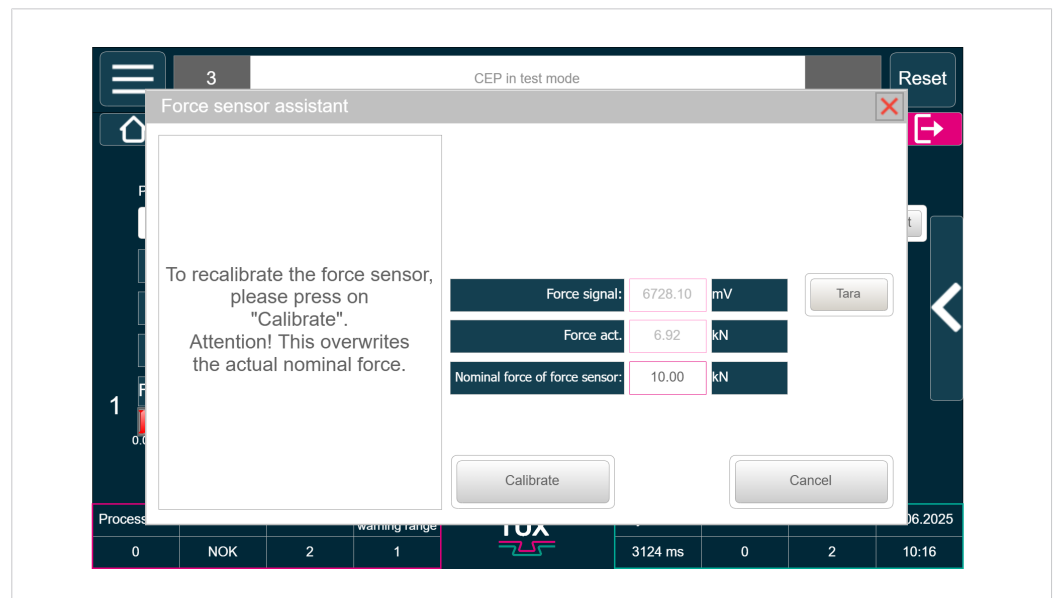 3
CEP in test mode
Reset
Force sensor assistant
To recalibrate the force sensor,
please press on
"Calibrate".
Attention! This overwrites
the actual nominal force.
Force signal: 6728.10 mV
Tara
Force act. 6.92 kN
Nominal force of force sensor: 10.00 kN
1
Calibrate
Cancel
Process
warning range
TOX
06.2025
0 NOK 2 1
3124 ms 0 2 10:16